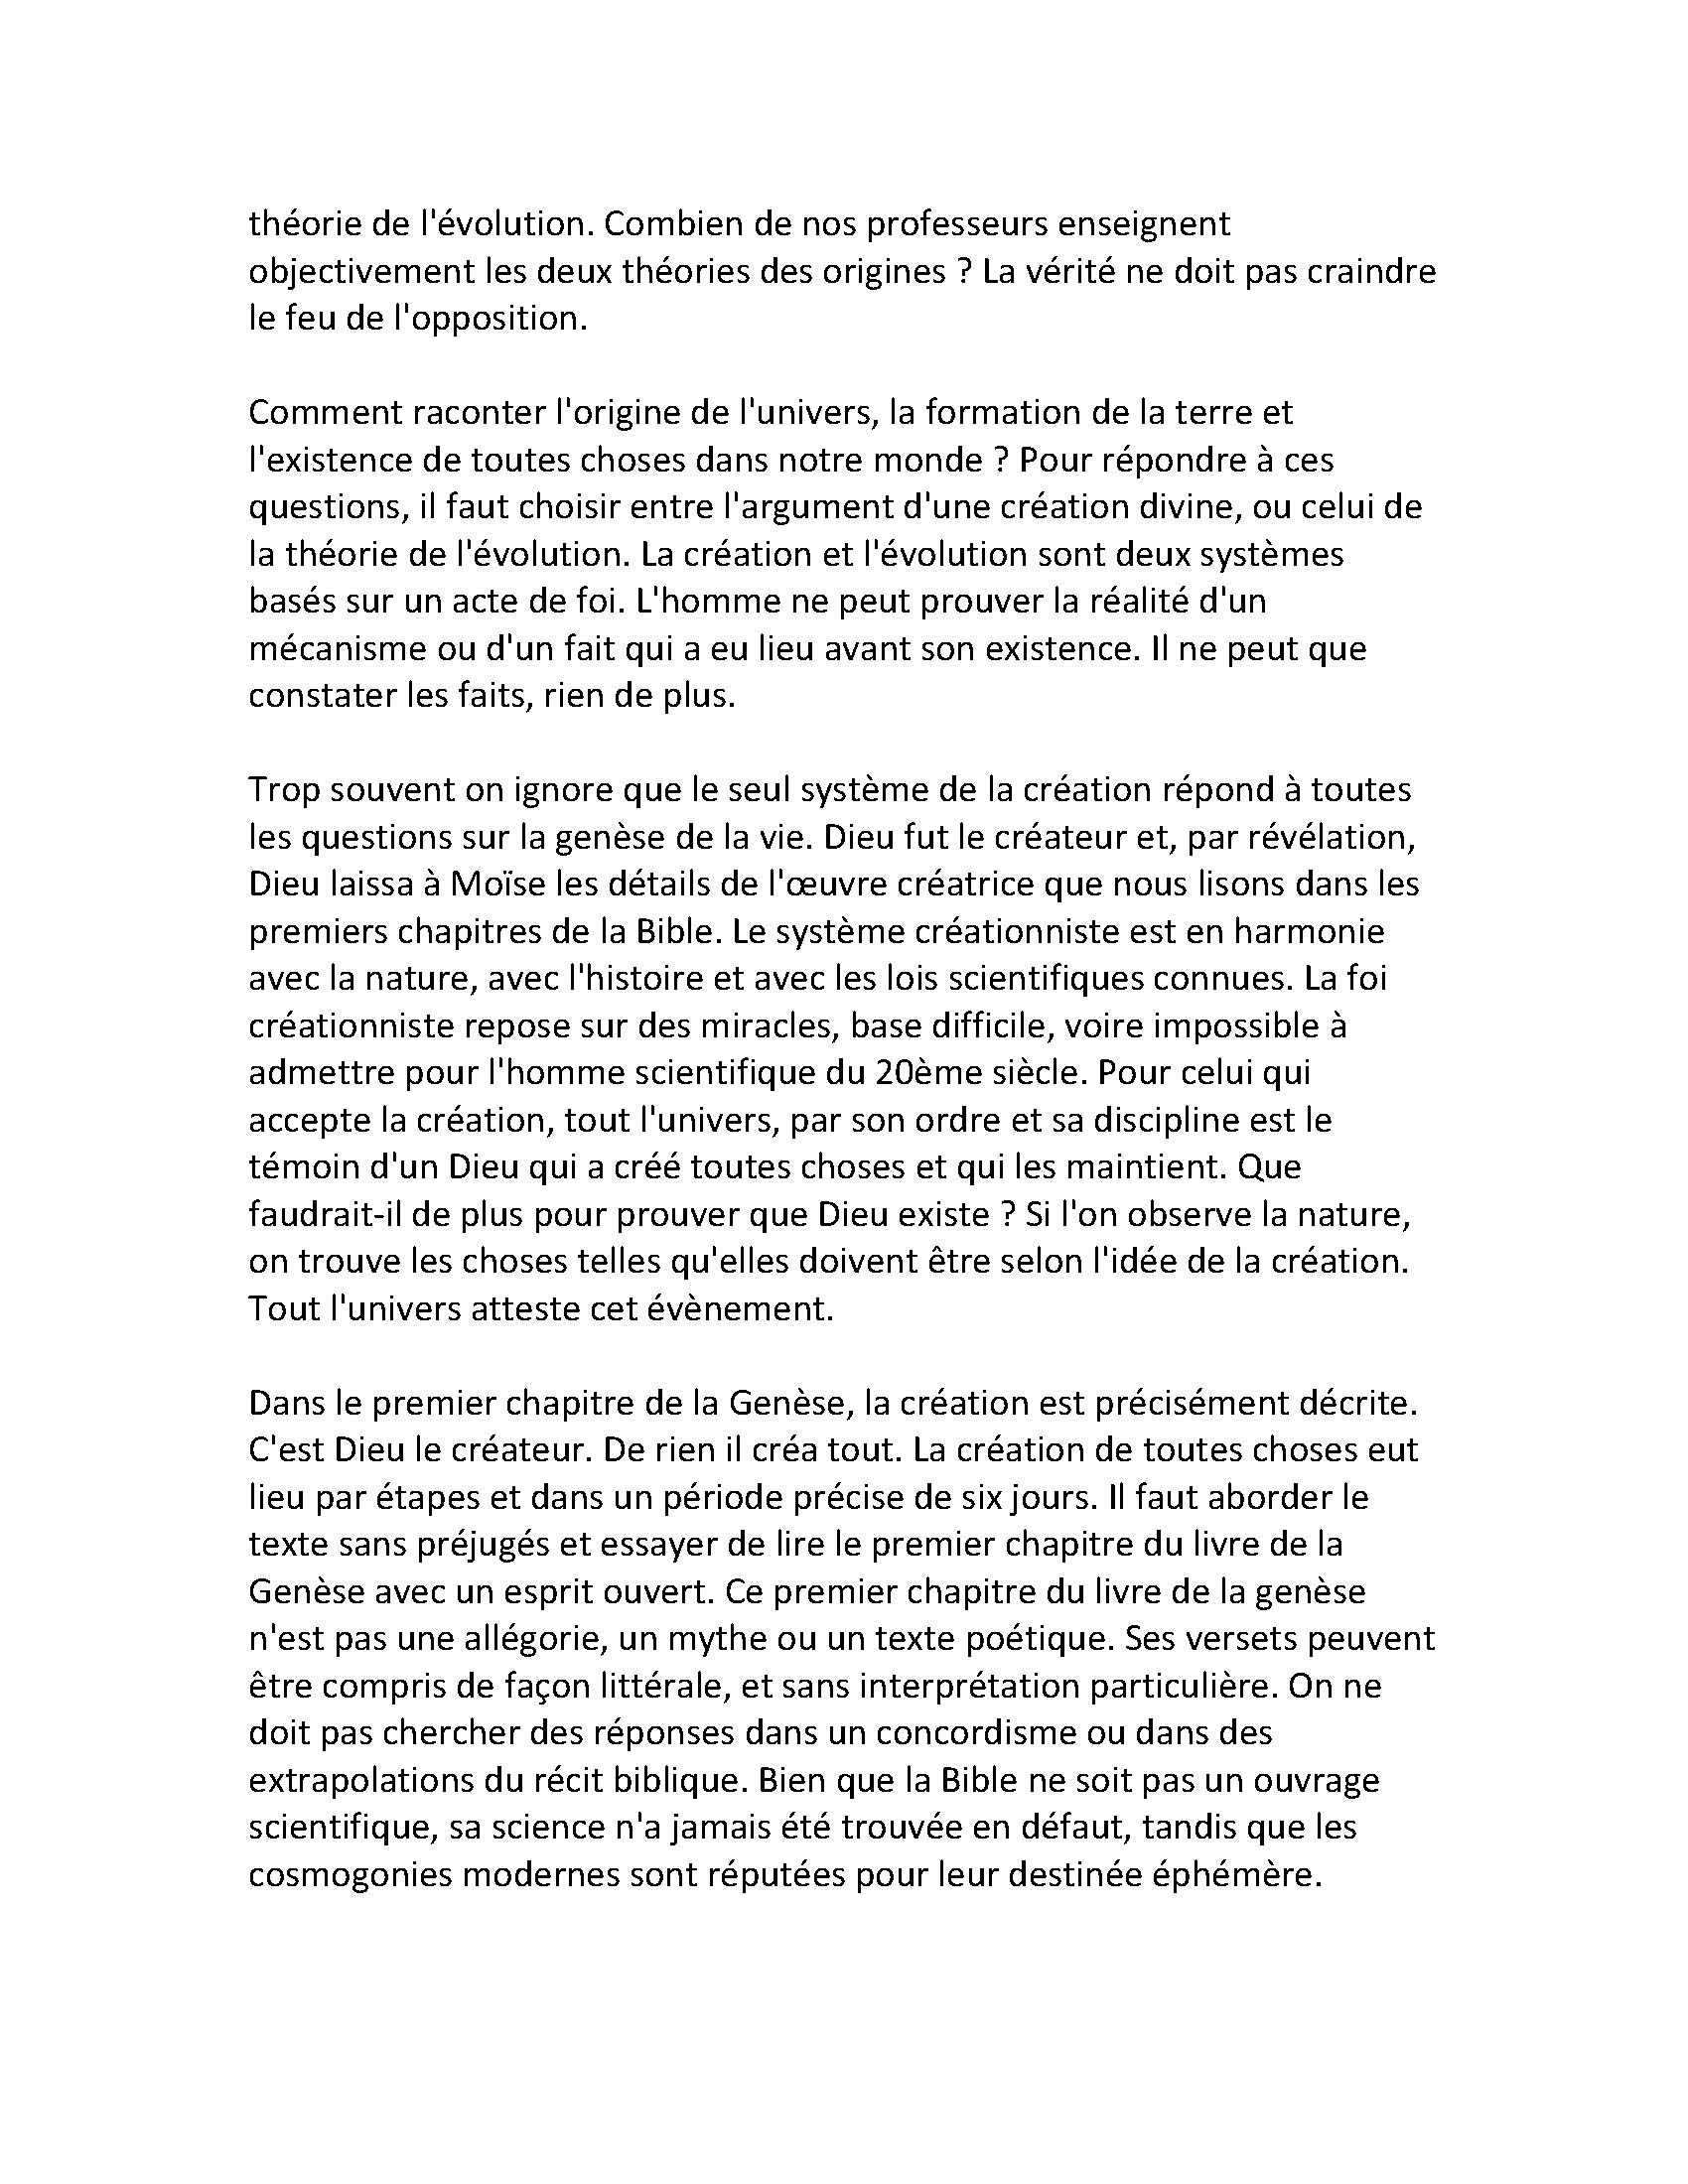 théorie de l'évolution. Combien de nos professeurs enseignent
objectivement les deux théories des origines ? La vérité ne doit pas craindre
le feu de l'opposition.
Comment raconter l'origine de l'univers, la formation de la terre et
l'existence de toutes choses dans notre monde ? Pour répondre à ces
questions, il faut choisir entre l'argument d'une création divine, ou celui de
la théorie de l'évolution. La création et l'évolution sont deux systèmes
basés sur un acte de foi. L'homme ne peut prouver la réalité d'un
mécanisme ou d'un fait qui a eu lieu avant son existence. Il ne peut que
constater les faits, rien de plus.
Trop souvent on ignore que le seul système de la création répond à toutes
les questions sur la genèse de la vie. Dieu fut le créateur et, par révélation,
Dieu laissa à Moïse les détails de l'œuvre créatrice que nous lisons dans les
premiers chapitres de la Bible. Le système créationniste est en harmonie
avec la nature, avec l'histoire et avec les lois scientifiques connues. La foi
créationniste repose sur des miracles, base difficile, voire impossible à
admettre pour l'homme scientifique du 20ème siècle. Pour celui qui
accepte la création, tout l'univers, par son ordre et sa discipline est le
témoin d'un Dieu qui a créé toutes choses et qui les maintient. Que
faudrait-il de plus pour prouver que Dieu existe ? Si l'on observe la nature,
on trouve les choses telles qu'elles doivent être selon l'idée de la création.
Tout l'univers atteste cet évènement.
Dans le premier chapitre de la Genèse, la création est précisément décrite.
C'est Dieu le créateur. De rien il créa tout. La création de toutes choses eut
lieu par étapes et dans un période précise de six jours. Il faut aborder le
texte sans préjugés et essayer de lire le premier chapitre du livre de la
Genèse avec un esprit ouvert. Ce premier chapitre du livre de la genèse
n'est pas une allégorie, un mythe ou un texte poétique. Ses versets peuvent
être compris de façon littérale, et sans interprétation particulière. On ne
doit pas chercher des réponses dans un concordisme ou dans des
extrapolations du récit biblique. Bien que la Bible ne soit pas un ouvrage
scientifique, sa science n'a jamais été trouvée en défaut, tandis que les
cosmogonies modernes sont réputées pour leur destinée éphémère.